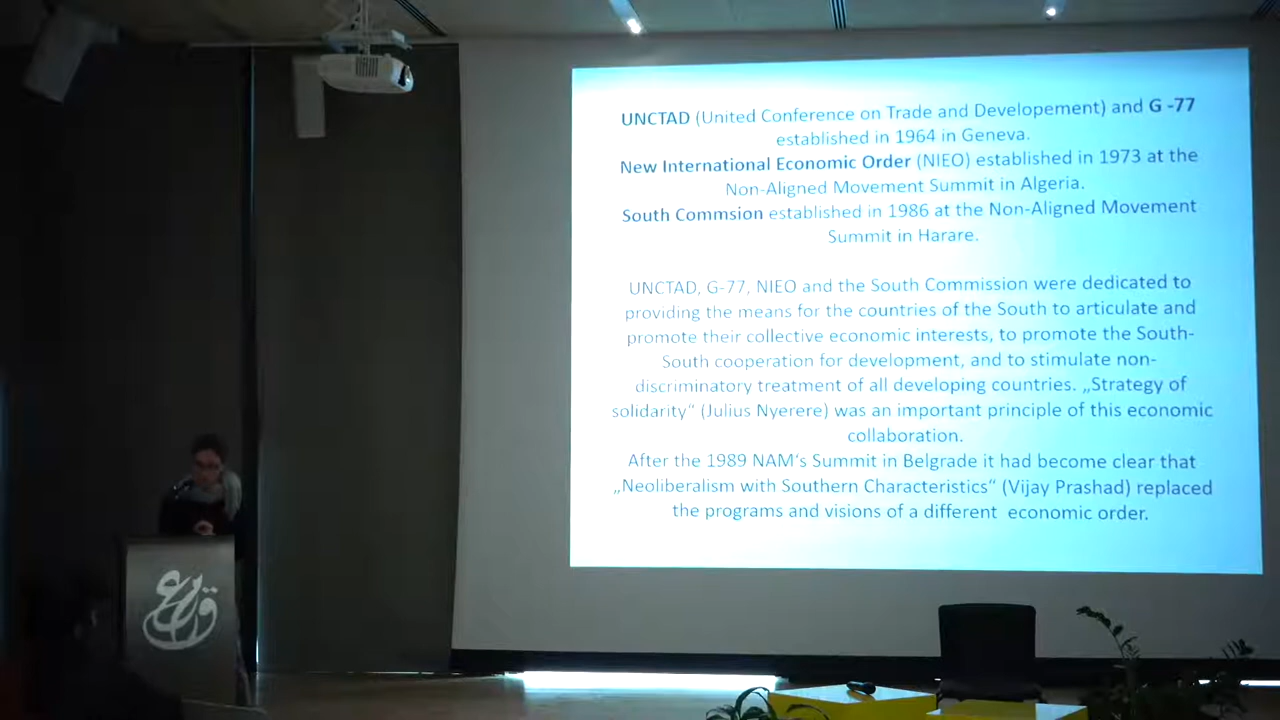 UNCTAD (United Conference on Trade and Developement) and G -77
established in 1964 in Geneva.
New International Economic Order (NIEO) established in 1973 at the
Non-Aligned Movement Summit in Algeria.
South Commsion established in 1986 at the Non-Aligned Movement
Summit in Harare.
UNCTAD, G-77, NIEO and the South Commission were dedicated to
providing the means for the countries of the South to articulate and
promote their collective economic interests, to promote the South-
South cooperation for development, and to stimulate non-
discriminatory treatment of all developing countries. „Strategy of
solidarity“ (Julius Nyerere) was an important principle of this economic
collaboration.
After the 1989 NAM‘s Summit in Belgrade it had become clear that
„Neoliberalism with Southern Characteristics“ (Vijay Prashad) replaced
the programs and visions of a different  economic order.